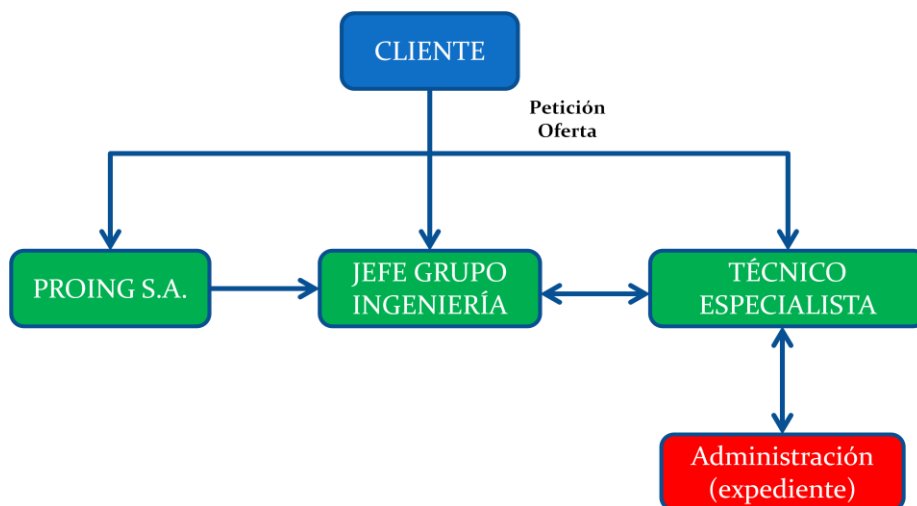 CLIENTE
Petición
Oferta
PROING S.A.
JEFE GRUPO
INGENIERÍA
TÉCNICO
ESPECIALISTA
Administración
(expediente)